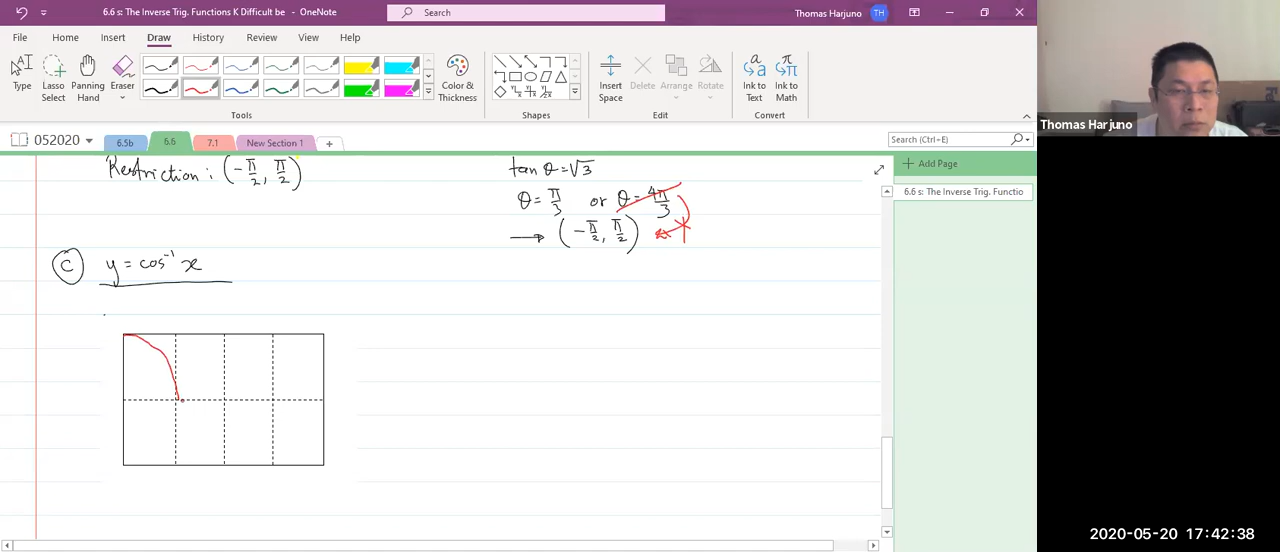 6.6 s: The Inverse Trig. Functions K Difficult be - OneNote
Search
Thomas Harjuno TH
File Home Insert Draw History Review View Help
Type Lasso Select Panning Hand Eraser Color & Thickness Insert Space Delete Arrange Rotate Ink to Text Ink to Math
Tools Shapes Edit Convert
052020 6.5b 6.6 7.1 New Section 1 + Search (Ctrl+E)
Add Page
6.6 s: The Inverse Trig. Functio
Restriction: (-π/2, π/2)
tan θ = √3
θ = π/3 or θ = 4π/3
→ (-π/2, π/2)
C y = cos⁻¹ x
Thomas Harjuno
2020-05-20 17:42:38